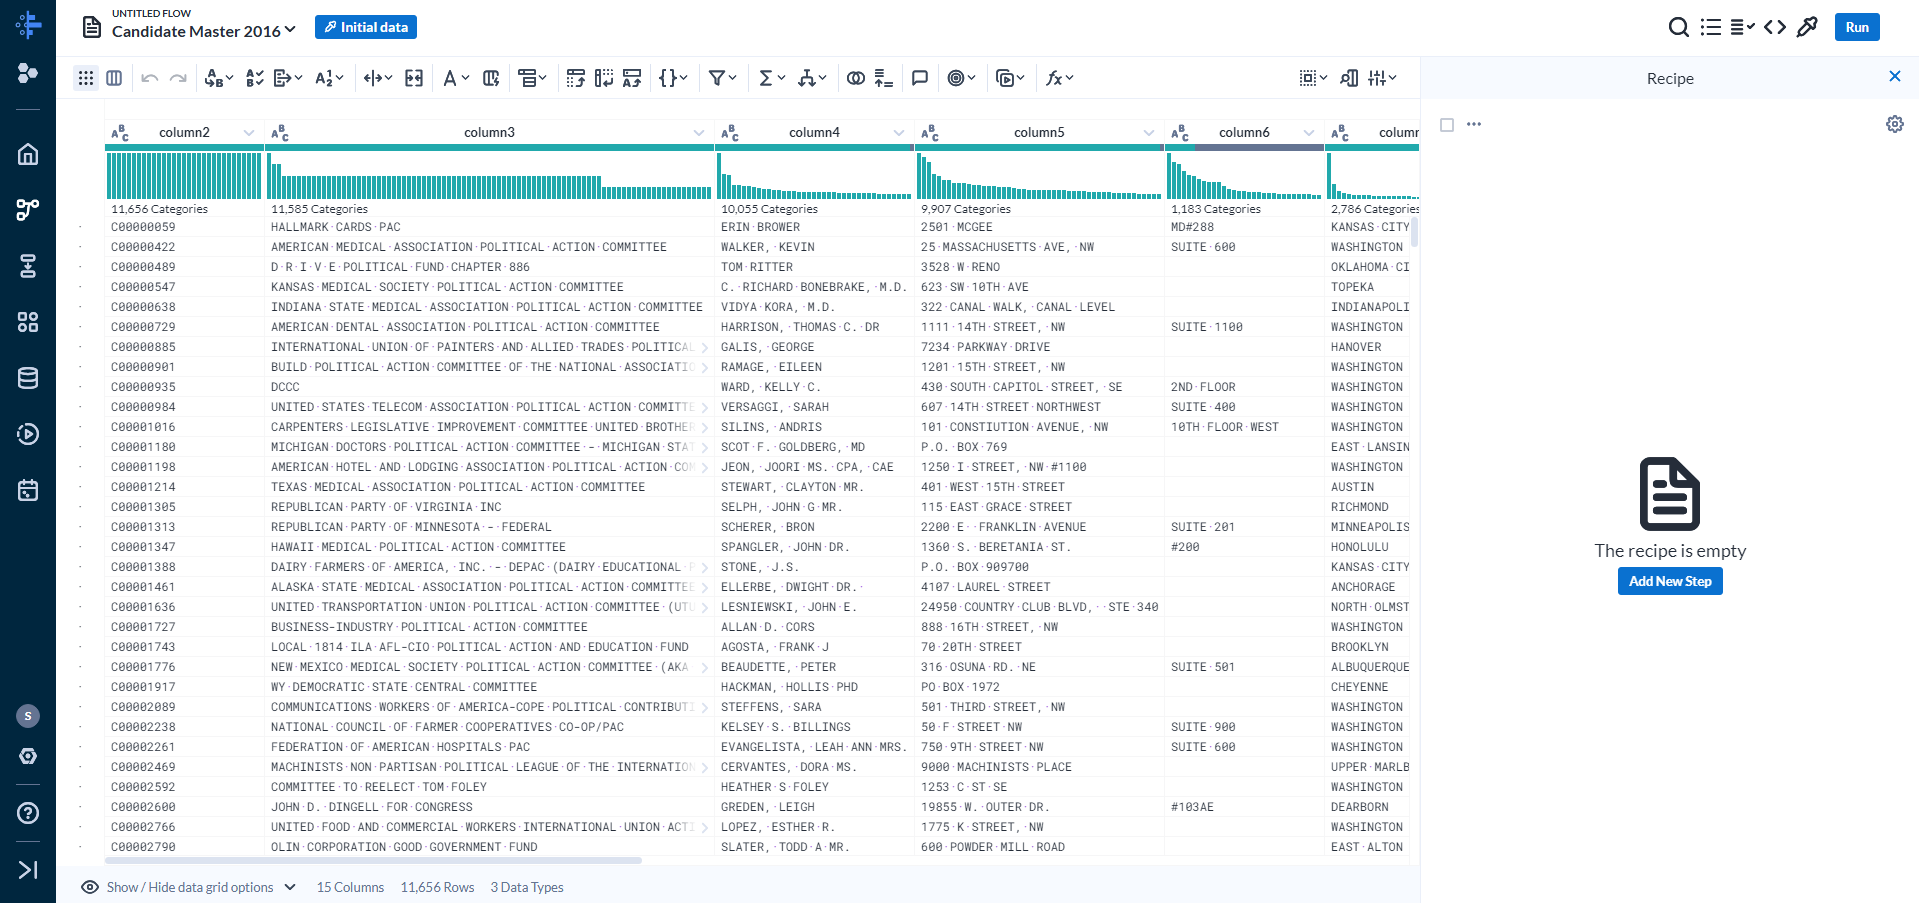 UNTITLED FLOW
Candidate Master 2016
Initial data
Run
Recipe
column2 column3 column4 column5 column6
11,656 Categories 11,585 Categories 10,055 Categories 9,907 Categories 1,183 Categories 2,786 Categories
C00000059 HALLMARK·CARDS·PAC ERIN·BROWER 2501·MCGEE MD#288 KANSAS·CITY
C00000422 AMERICAN·MEDICAL·ASSOCIATION·POLITICAL·ACTION·COMMITTEE WALKER,·KEVIN 25·MASSACHUSETTS·AVE,·NW SUITE·600 WASHINGTON
C00000489 D·R·I·V·E·POLITICAL·FUND·CHAPTER·886 TOM·RITTER 3528·W·RENO OKLAHOMA·CI
C00000547 KANSAS·MEDICAL·SOCIETY·POLITICAL·ACTION·COMMITTEE C.·RICHARD·BONEBRAKE,·M.D. 623·SW·10TH·AVE TOPEKA
C00000638 INDIANA·STATE·MEDICAL·ASSOCIATION·POLITICAL·ACTION·COMMITTEE VIDYA·KORA,·M.D. 322·CANAL·WALK,·CANAL·LEVEL INDIANAPOLI
C00000729 AMERICAN·DENTAL·ASSOCIATION·POLITICAL·ACTION·COMMITTEE HARRISON,·THOMAS·C.·DR 1111·14TH·STREET,·NW SUITE·1100 WASHINGTON
C00000885 INTERNATIONAL·UNION·OF·PAINTERS·AND·ALLIED·TRADES·POLITICAL GALIS,·GEORGE 7234·PARKWAY·DRIVE HANOVER
C00000901 BUILD·POLITICAL·ACTION·COMMITTEE·OF·THE·NATIONAL·ASSOCIATIO RAMAGE,·EILEEN 1201·15TH·STREET,·NW WASHINGTON
C00000935 DCCC WARD,·KELLY·C. 430·SOUTH·CAPITOL·STREET,·SE 2ND·FLOOR WASHINGTON
C00000984 UNITED·STATES·TELECOM·ASSOCIATION·POLITICAL·ACTION·COMMITTE VERSAGGI,·SARAH 607·14TH·STREET·NORTHWEST SUITE·400 WASHINGTON
C00001016 CARPENTERS·LEGISLATIVE·IMPROVEMENT·COMMITTEE·UNITED·BROTHER SILINS,·ANDRIS 101·CONSTIUTION·AVENUE,·NW 10TH·FLOOR·WEST WASHINGTON
C00001180 MICHIGAN·DOCTORS·POLITICAL·ACTION·COMMITTEE·-·MICHIGAN·STAT SCOT·F.·GOLDBERG,·MD P.O.·BOX·769 EAST·LANSIN
C00001198 AMERICAN·HOTEL·AND·LODGING·ASSOCIATION·POLITICAL·ACTION·COM JEON,·JOORI·MS.·CPA,·CAE 1250·I·STREET,·NW·#1100 WASHINGTON
C00001214 TEXAS·MEDICAL·ASSOCIATION·POLITICAL·ACTION·COMMITTEE STEWART,·CLAYTON·MR. 401·WEST·15TH·STREET AUSTIN
C00001305 REPUBLICAN·PARTY·OF·VIRGINIA·INC SELPH,·JOHN·G·MR. 115·EAST·GRACE·STREET RICHMOND
C00001313 REPUBLICAN·PARTY·OF·MINNESOTA·-·FEDERAL SCHERER,·BRON 2200·E.··FRANKLIN·AVENUE SUITE·201 MINNEAPOLIS
C00001347 HAWAII·MEDICAL·POLITICAL·ACTION·COMMITTEE SPANGLER,·JOHN·DR. 1360·S.·BERETANIA·ST. #200 HONOLULU
C00001388 DAIRY·FARMERS·OF·AMERICA,·INC.·-·DEPAC·(DAIRY·EDUCATIONAL·P STONE,·J.S. P.O.·BOX·909700 KANSAS·CITY
C00001461 ALASKA·STATE·MEDICAL·ASSOCIATION·POLITICAL·ACTION·COMMITTEE ELLERBE,·DWIGHT·DR.· 4107·LAUREL·STREET ANCHORAGE
C00001636 UNITED·TRANSPORTATION·UNION·POLITICAL·ACTION·COMMITTEE·(UTU LESNIEWSKI,·JOHN·E. 24950·COUNTRY·CLUB·BLVD,··STE·340 NORTH·OLMST
C00001727 BUSINESS-INDUSTRY·POLITICAL·ACTION·COMMITTEE ALLAN·D.·CORS 888·16TH·STREET,·NW WASHINGTON
C00001743 LOCAL·1814·ILA·AFL-CIO·POLITICAL·ACTION·AND·EDUCATION·FUND AGOSTA,·FRANK·J 70·20TH·STREET BROOKLYN
C00001776 NEW·MEXICO·MEDICAL·SOCIETY·POLITICAL·ACTION·COMMITTEE·(AKA BEAUDETTE,·PETER 316·OSUNA·RD.·NE SUITE·501 ALBUQUERQUE
C00001917 WY·DEMOCRATIC·STATE·CENTRAL·COMMITTEE HACKMAN,·HOLLIS·PHD PO·BOX·1972 CHEYENNE
C00002089 COMMUNICATIONS·WORKERS·OF·AMERICA-COPE·POLITICAL·CONTRIBUTI STEFFENS,·SARA 501·THIRD·STREET,·NW WASHINGTON
C00002238 NATIONAL·COUNCIL·OF·FARMER·COOPERATIVES·CO-OP/PAC KELSEY·S.·BILLINGS 50·F·STREET·NW SUITE·900 WASHINGTON
C00002261 FEDERATION·OF·AMERICAN·HOSPITALS·PAC EVANGELISTA,·LEAH·ANN·MRS. 750·9TH·STREET·NW SUITE·600 WASHINGTON
C00002469 MACHINISTS·NON·PARTISAN·POLITICAL·LEAGUE·OF·THE·INTERNATION CERVANTES,·DORA·MS. 9000·MACHINISTS·PLACE UPPER·MARLB
C00002592 COMMITTEE·TO·REELECT·TOM·FOLEY HEATHER·S·FOLEY 1253·C·ST·SE WASHINGTON
C00002600 JOHN·D.·DINGELL·FOR·CONGRESS GREDEN,·LEIGH 19855·W.·OUTER·DR. #103AE DEARBORN
C00002766 UNITED·FOOD·AND·COMMERCIAL·WORKERS·INTERNATIONAL·UNION·ACTI LOPEZ,·ESTHER·R. 1775·K·STREET,·NW WASHINGTON
C00002790 OLIN·CORPORATION·GOOD·GOVERNMENT·FUND SLATER,·TODD·A·MR. 600·POWDER·MILL·ROAD EAST·ALTON
The recipe is empty
Add New Step
S
Show / Hide data grid options 15 Columns 11,656 Rows 3 Data Types